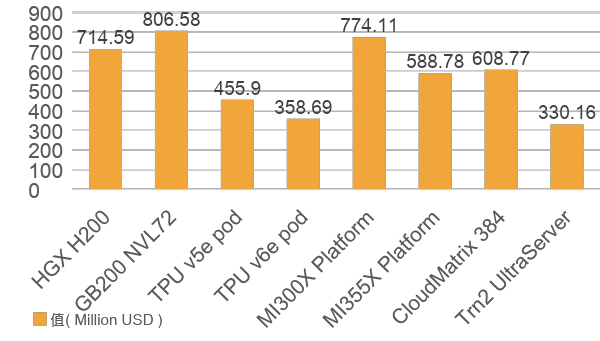 900
800
700
600
500
400
300
200
100
0
714.59
806.58
455.9
358.69
774.11
588.78
608.77
330.16
HGX H200
GB200 NVL72
TPU v5e pod
TPU v6e pod
MI300X Platform
MI355X Platform
CloudMatrix 384
Trn2 UltraServer
值( Million USD )